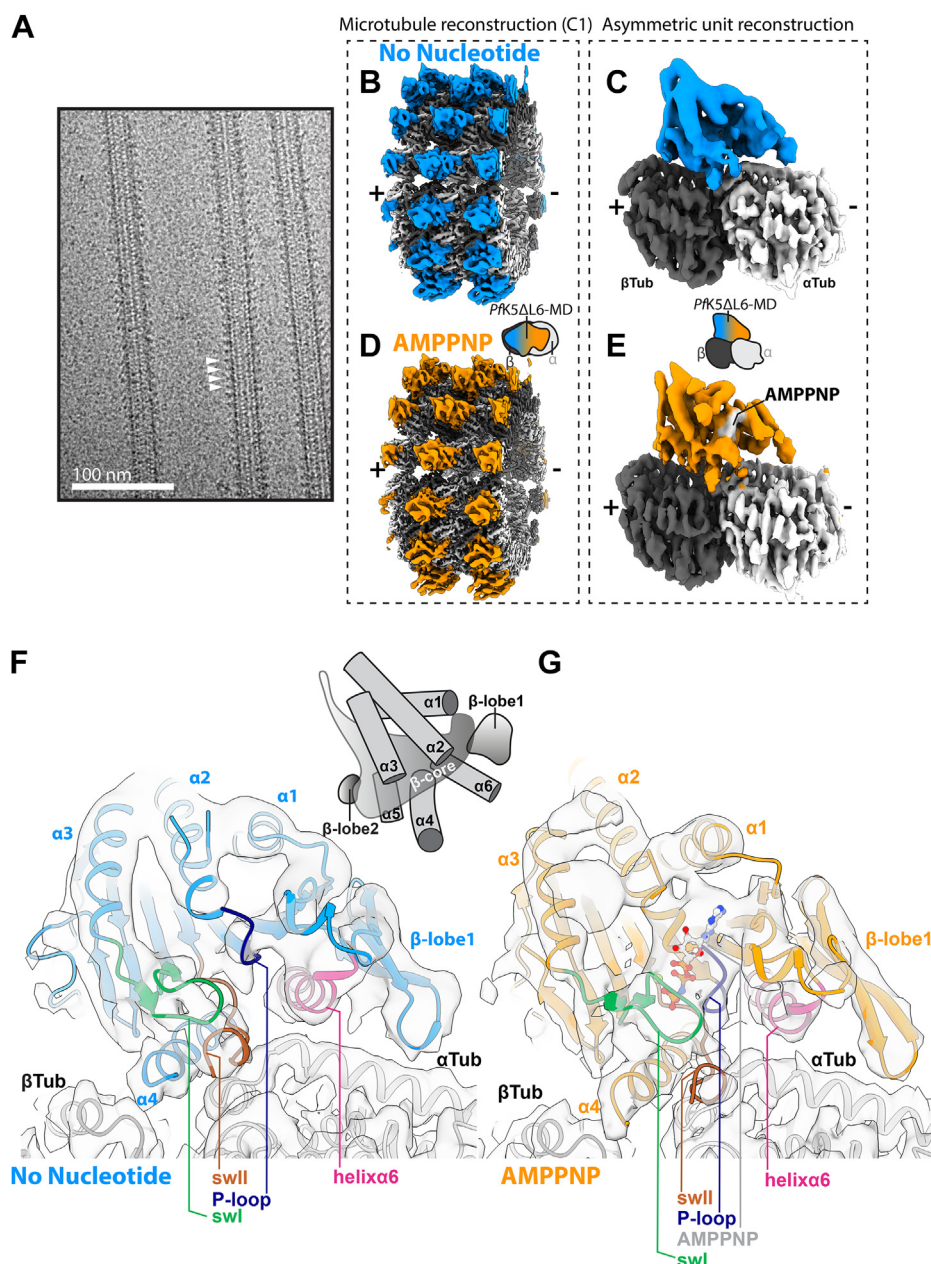 Microtubule reconstruction (C1)
Asymmetric unit reconstruction
A
No Nucleotide
B
C
+
-
+
-
βTub
αTub
100 nm
PfK5ΔL6-MD
β
α
PfK5ΔL6-MD
β
α
D
AMPPNP
E
AMPPNP
+
-
+
-
F
G
α1
β-lobe1
α2
α3
β-core
α6
β-lobe2
α5
α4
α2
α1
α3
β-lobe1
βTub
αTub
α4
No Nucleotide
swII
P-loop
swI
helixα6
α2
α1
α3
β-lobe1
βTub
αTub
α4
AMPPNP
swII
P-loop
AMPPNP
swI
helixα6